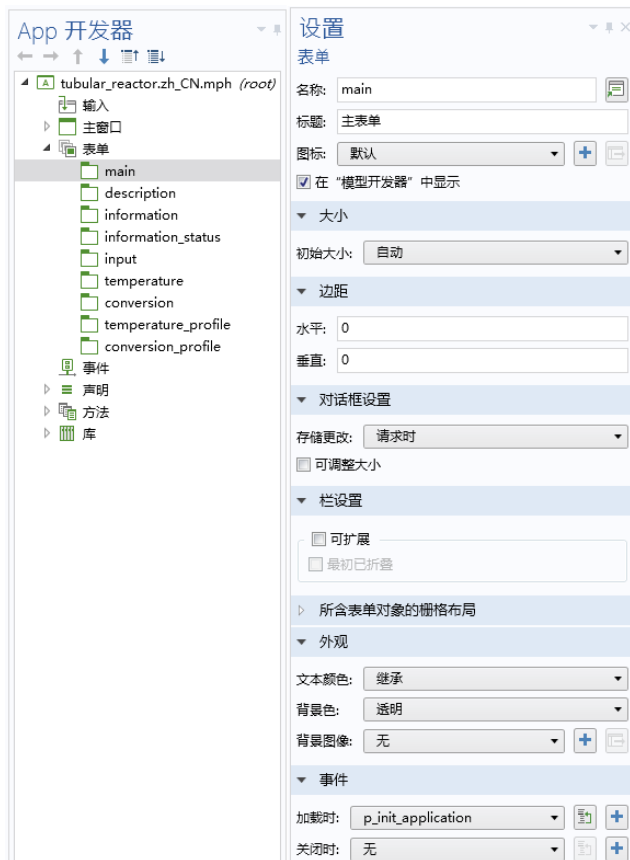 App 开发器
tubular_reactor.zh_CN.mph (root)
输入
主窗口
表单
main
description
information
information_status
input
temperature
conversion
temperature_profile
conversion_profile
事件
声明
方法
库
设置
表单
名称: main
标题: 主表单
图标: 默认
在 “模型开发器” 中显示
大小
初始大小: 自动
边距
水平: 0
垂直: 0
对话框设置
存储更改: 请求时
可调整大小
栏设置
可扩展
最初已折叠
所含表单对象的栅格布局
外观
文本颜色: 继承
背景色: 透明
背景图像: 无
事件
加载时: p_init_application
关闭时: 无